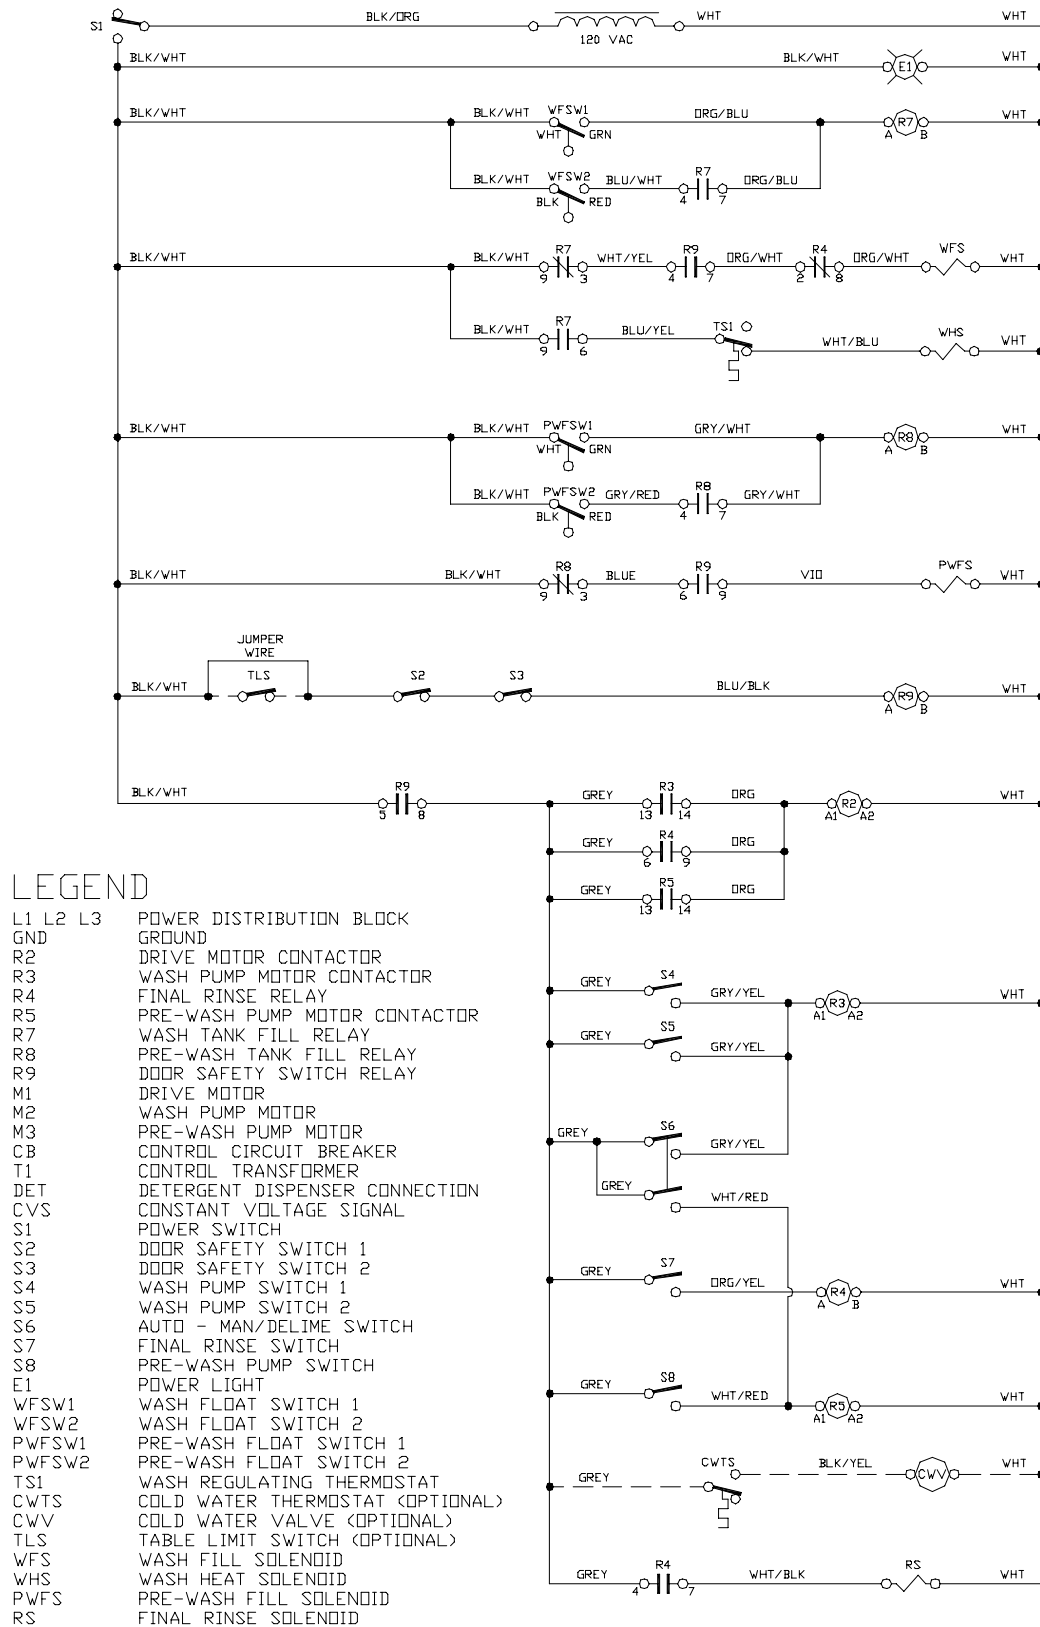 BLK/ORG WHT WHT
S1
120 VAC
BLK/WHT BLK/WHT E1 WHT
BLK/WHT BLK/WHT WFSW1 ORG/BLU R7 WHT
WHT GRN A B
BLK/WHT WFSW2 BLU/WHT R7 ORG/BLU
BLK RED 4 7
BLK/WHT BLK/WHT R7 WHT/YEL R9 ORG/WHT R4 ORG/WHT WFS WHT
9 3 4 7 2 8
BLK/WHT R7 BLU/YEL TS1 WHT/BLU WHS WHT
9 6
BLK/WHT BLK/WHT PWFSW1 GRY/WHT R8 WHT
WHT GRN A B
BLK/WHT PWFSW2 GRY/RED R8 GRY/WHT
BLK RED 4 7
BLK/WHT BLK/WHT R8 BLUE R9 VIO PWFS WHT
9 3 6 9
JUMPER
WIRE
BLK/WHT TLS S2 S3 BLU/BLK R9 WHT
A B
BLK/WHT R9 GREY R3 ORG R2 WHT
5 8 13 14 A1 A2
GREY R4 ORG
6 9
GREY R5 ORG
13 14
GREY S4 GRY/YEL R3 WHT
A1 A2
GREY S5 GRY/YEL
GREY S6 GRY/YEL
GREY WHT/RED
GREY S7 ORG/YEL R4 WHT
A B
GREY S8 WHT/RED R5 WHT
A1 A2
GREY CWTS BLK/YEL CWV WHT
GREY R4 WHT/BLK RS WHT
4 7
LEGEND
L1 L2 L3 POWER DISTRIBUTION BLOCK
GND GROUND
R2 DRIVE MOTOR CONTACTOR
R3 WASH PUMP MOTOR CONTACTOR
R4 FINAL RINSE RELAY
R5 PRE-WASH PUMP MOTOR CONTACTOR
R7 WASH TANK FILL RELAY
R8 PRE-WASH TANK FILL RELAY
R9 DOOR SAFETY SWITCH RELAY
M1 DRIVE MOTOR
M2 WASH PUMP MOTOR
M3 PRE-WASH PUMP MOTOR
CB CONTROL CIRCUIT BREAKER
T1 CONTROL TRANSFORMER
DET DETERGENT DISPENSER CONNECTION
CVS CONSTANT VOLTAGE SIGNAL
S1 POWER SWITCH
S2 DOOR SAFETY SWITCH 1
S3 DOOR SAFETY SWITCH 2
S4 WASH PUMP SWITCH 1
S5 WASH PUMP SWITCH 2
S6 AUTO - MAN/DELIME SWITCH
S7 FINAL RINSE SWITCH
S8 PRE-WASH PUMP SWITCH
E1 POWER LIGHT
WFSW1 WASH FLOAT SWITCH 1
WFSW2 WASH FLOAT SWITCH 2
PWFSW1 PRE-WASH FLOAT SWITCH 1
PWFSW2 PRE-WASH FLOAT SWITCH 2
TS1 WASH REGULATING THERMOSTAT
CWTS COLD WATER THERMOSTAT (OPTIONAL)
CWV COLD WATER VALVE (OPTIONAL)
TLS TABLE LIMIT SWITCH (OPTIONAL)
WFS WASH FILL SOLENOID
WHS WASH HEAT SOLENOID
PWFS PRE-WASH FILL SOLENOID
RS FINAL RINSE SOLENOID